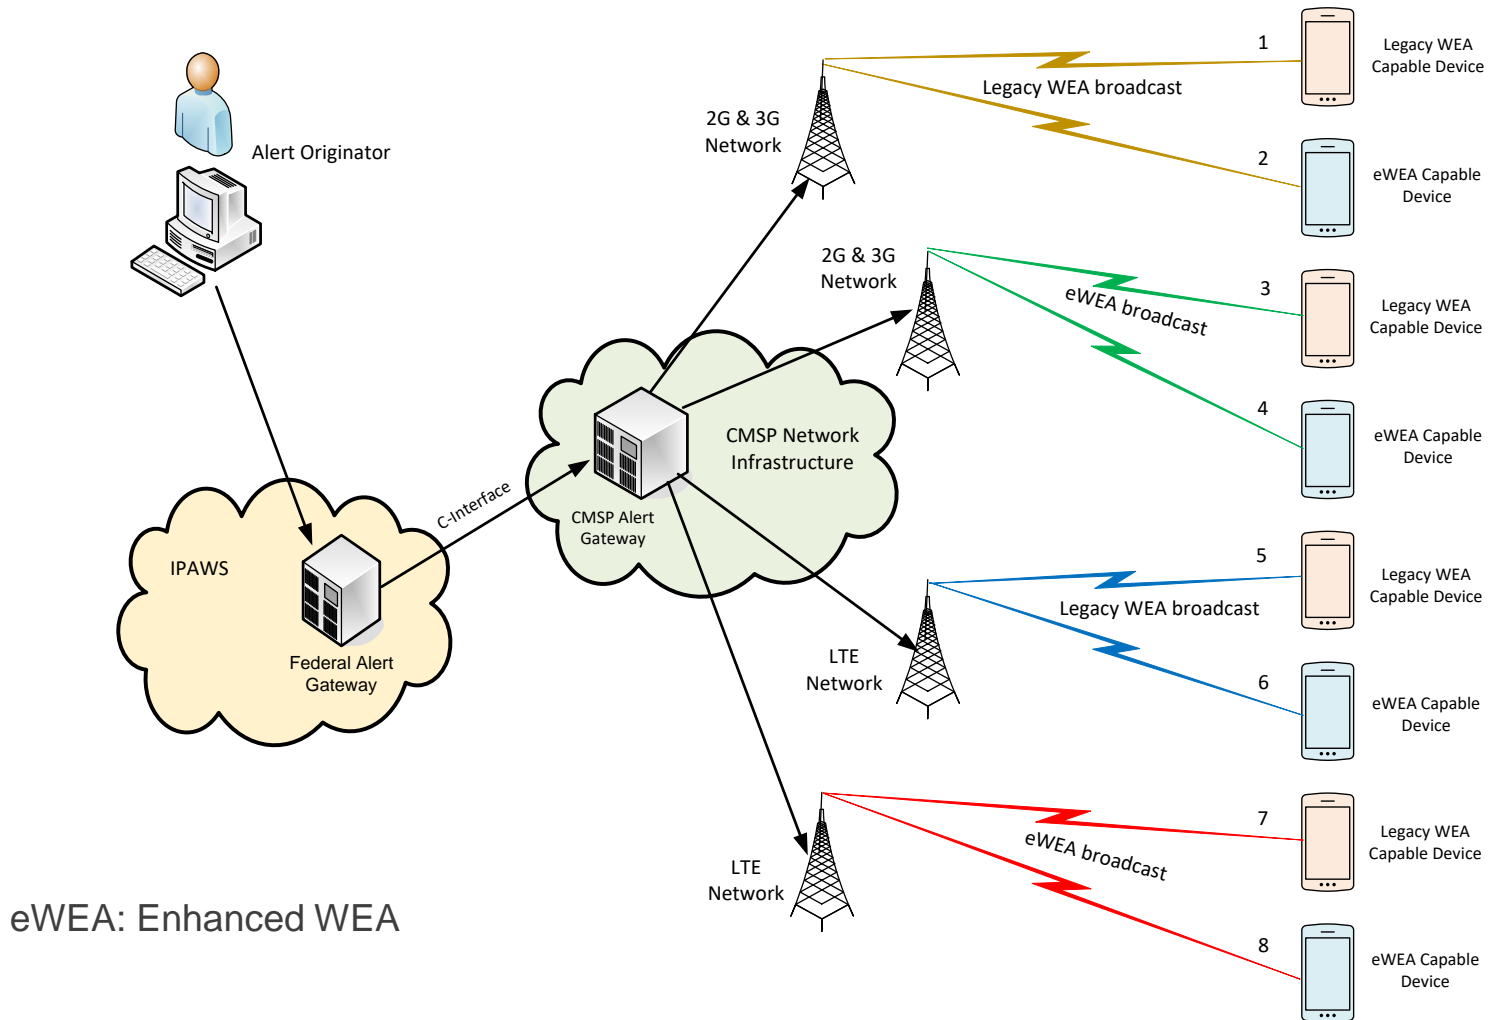 Alert Originator
IPAWS
Federal Alert
Gateway
C-Interface
CMSP Network
Infrastructure
CMSP Alert
Gateway
2G & 3G
Network
Legacy WEA broadcast
1
Legacy WEA
Capable Device
2
eWEA Capable
Device
2G & 3G
Network
eWEA broadcast
3
Legacy WEA
Capable Device
4
eWEA Capable
Device
LTE
Network
Legacy WEA broadcast
5
Legacy WEA
Capable Device
6
eWEA Capable
Device
LTE
Network
eWEA broadcast
7
Legacy WEA
Capable Device
8
eWEA Capable
Device
eWEA: Enhanced WEA